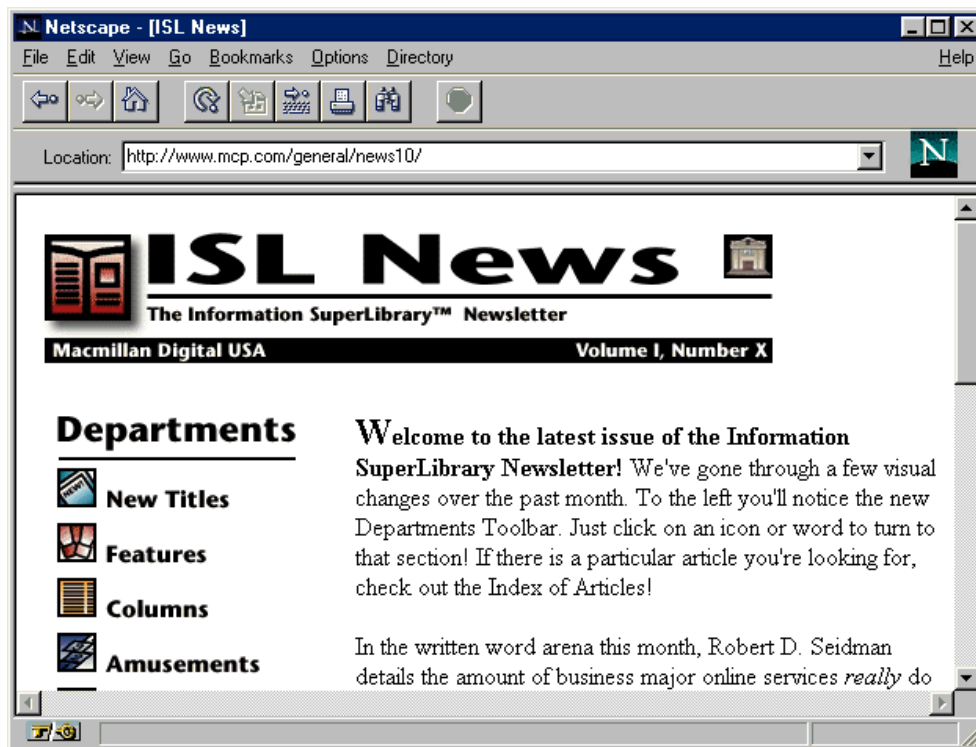 Netscape - [ISL News]
File Edit View Go Bookmarks Options Directory Help
Location: http://www.mcp.com/general/news10/
N
ISL News
The Information SuperLibrary™ Newsletter
Macmillan Digital USA Volume I, Number X
Departments
New Titles
Features
Columns
Amusements
Welcome to the latest issue of the Information
SuperLibrary Newsletter! We've gone through a few visual
changes over the past month. To the left you'll notice the new
Departments Toolbar. Just click on an icon or word to turn to
that section! If there is a particular article you're looking for,
check out the Index of Articles!
In the written word arena this month, Robert D. Seidman
details the amount of business major online services really do